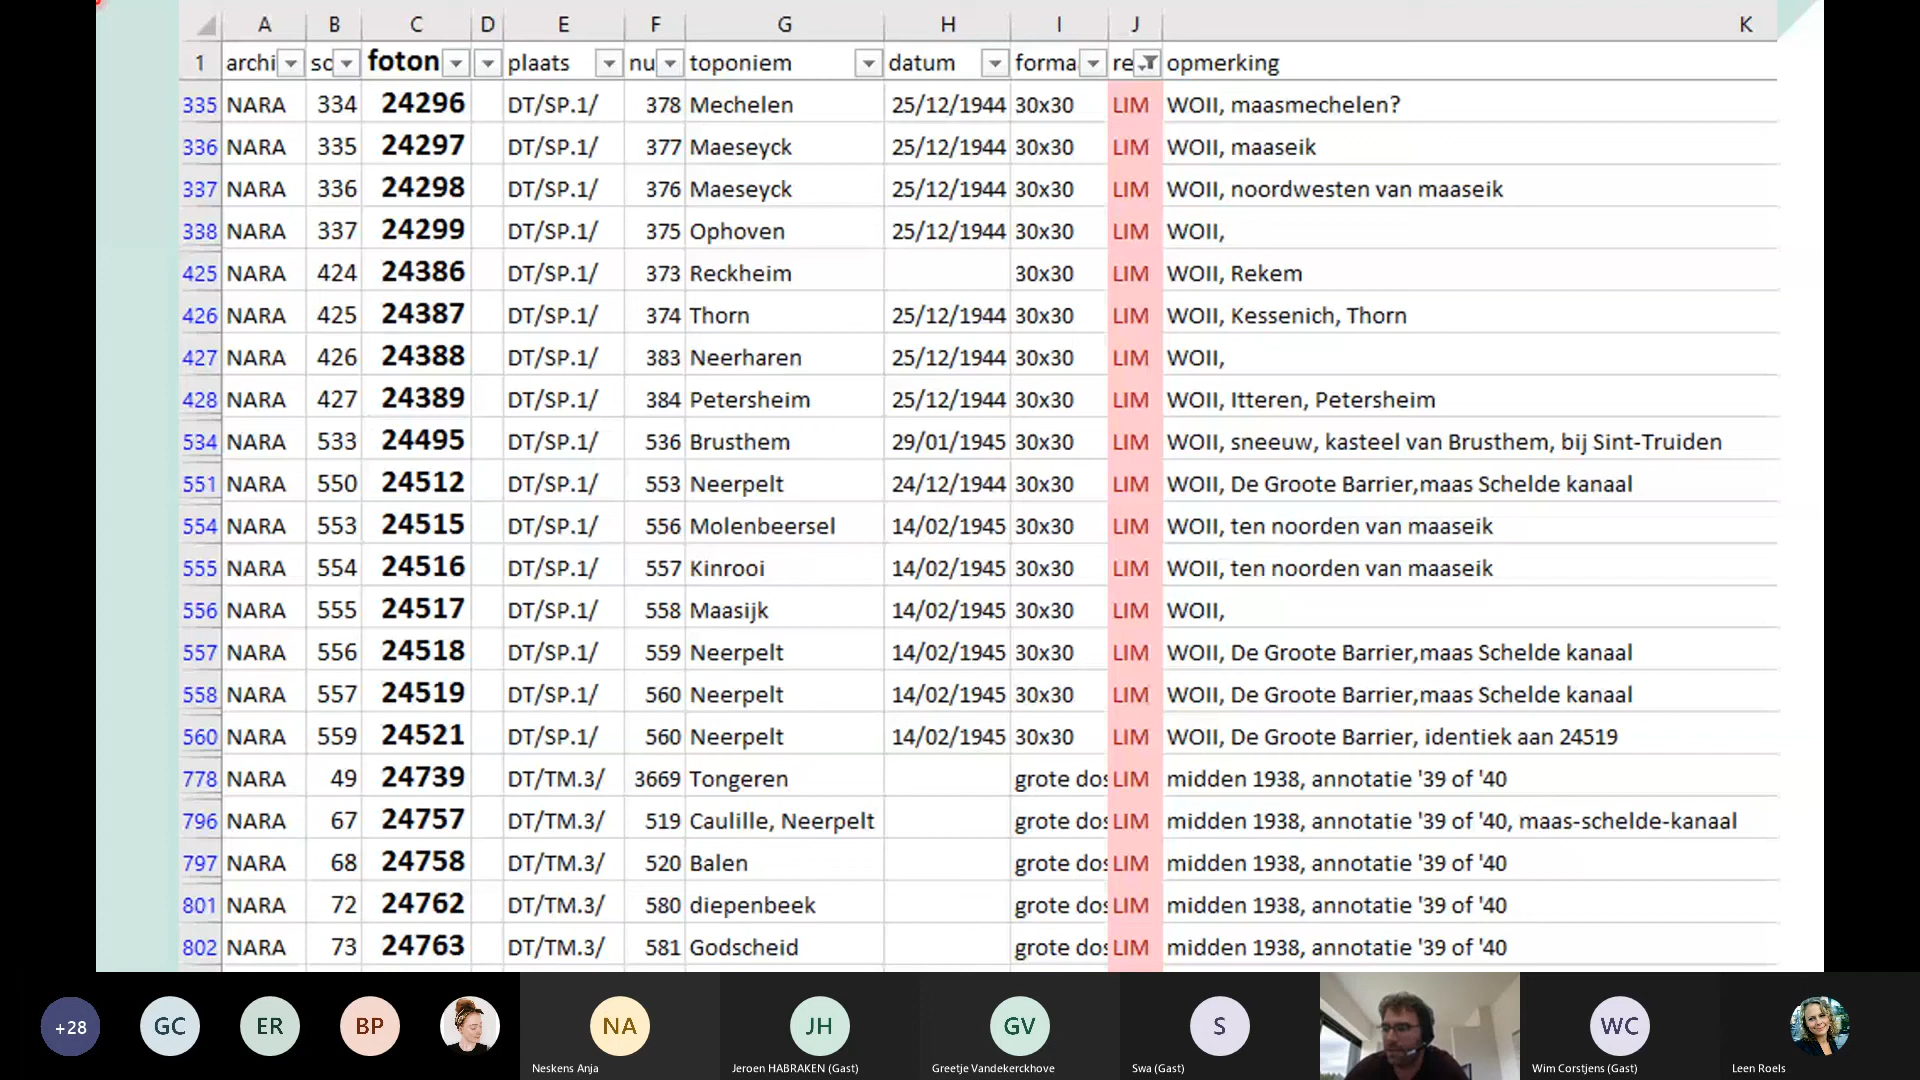 A B C D E F G H I J K
1 archi sc foton plaats nu toponiem datum forma re opmerking
335 NARA 334 24296 DT/SP.1/ 378 Mechelen 25/12/1944 30x30 LIM WOII, maasmechelen?
336 NARA 335 24297 DT/SP.1/ 377 Maeseyck 25/12/1944 30x30 LIM WOII, maaseik
337 NARA 336 24298 DT/SP.1/ 376 Maeseyck 25/12/1944 30x30 LIM WOII, noordwesten van maaseik
338 NARA 337 24299 DT/SP.1/ 375 Ophoven 25/12/1944 30x30 LIM WOII,
425 NARA 424 24386 DT/SP.1/ 373 Reckheim 30x30 LIM WOII, Rekem
426 NARA 425 24387 DT/SP.1/ 374 Thorn 25/12/1944 30x30 LIM WOII, Kessenich, Thorn
427 NARA 426 24388 DT/SP.1/ 383 Neerharen 25/12/1944 30x30 LIM WOII,
428 NARA 427 24389 DT/SP.1/ 384 Petersheim 25/12/1944 30x30 LIM WOII, Itteren, Petersheim
534 NARA 533 24495 DT/SP.1/ 536 Brusthem 29/01/1945 30x30 LIM WOII, sneeuw, kasteel van Brusthem, bij Sint-Truiden
551 NARA 550 24512 DT/SP.1/ 553 Neerpelt 24/12/1944 30x30 LIM WOII, De Groote Barrier,maas Schelde kanaal
554 NARA 553 24515 DT/SP.1/ 556 Molenbeersel 14/02/1945 30x30 LIM WOII, ten noorden van maaseik
555 NARA 554 24516 DT/SP.1/ 557 Kinrooi 14/02/1945 30x30 LIM WOII, ten noorden van maaseik
556 NARA 555 24517 DT/SP.1/ 558 Maasijk 14/02/1945 30x30 LIM WOII,
557 NARA 556 24518 DT/SP.1/ 559 Neerpelt 14/02/1945 30x30 LIM WOII, De Groote Barrier,maas Schelde kanaal
558 NARA 557 24519 DT/SP.1/ 560 Neerpelt 14/02/1945 30x30 LIM WOII, De Groote Barrier,maas Schelde kanaal
560 NARA 559 24521 DT/SP.1/ 560 Neerpelt 14/02/1945 30x30 LIM WOII, De Groote Barrier, identiek aan 24519
778 NARA 49 24739 DT/TM.3/ 3669 Tongeren grote dos LIM midden 1938, annotatie '39 of '40
796 NARA 67 24757 DT/TM.3/ 519 Caulille, Neerpelt grote dos LIM midden 1938, annotatie '39 of '40, maas-schelde-kanaal
797 NARA 68 24758 DT/TM.3/ 520 Balen grote dos LIM midden 1938, annotatie '39 of '40
801 NARA 72 24762 DT/TM.3/ 580 diepenbeek grote dos LIM midden 1938, annotatie '39 of '40
802 NARA 73 24763 DT/TM.3/ 581 Godscheid grote dos LIM midden 1938, annotatie '39 of '40
+28 GC ER BP NA JH GV S WC
Neskens Anja Jeroen HABRAKEN (Gast) Greetje Vandekerckhove Swa (Gast) Wim Corstjens (Gast) Leen Roels